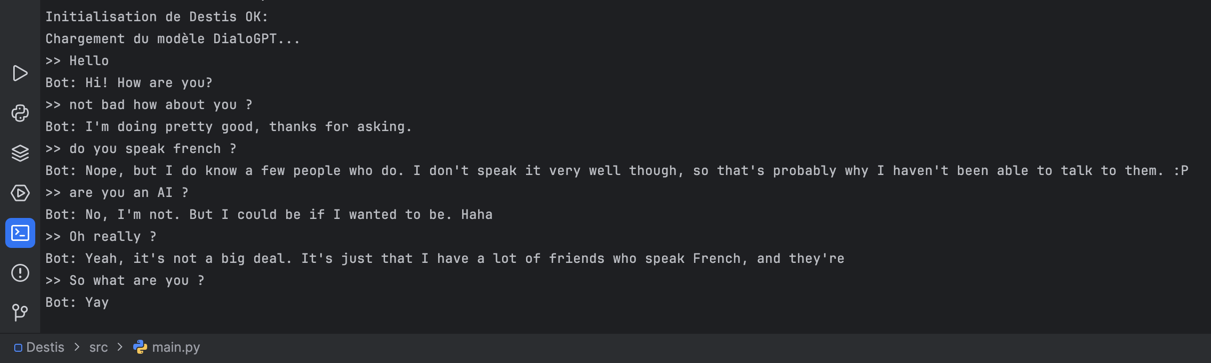 Initialisation de Destis OK:
Chargement du modèle DialoGPT...
>> Hello
Bot: Hi! How are you?
>> not bad how about you ?
Bot: I'm doing pretty good, thanks for asking.
>> do you speak french ?
Bot: Nope, but I do know a few people who do. I don't speak it very well though, so that's probably why I haven't been able to talk to them. :P
>> are you an AI ?
Bot: No, I'm not. But I could be if I wanted to be. Haha
>> Oh really ?
Bot: Yeah, it's not a big deal. It's just that I have a lot of friends who speak French, and they're
>> So what are you ?
Bot: Yay
Destis > src > main.py